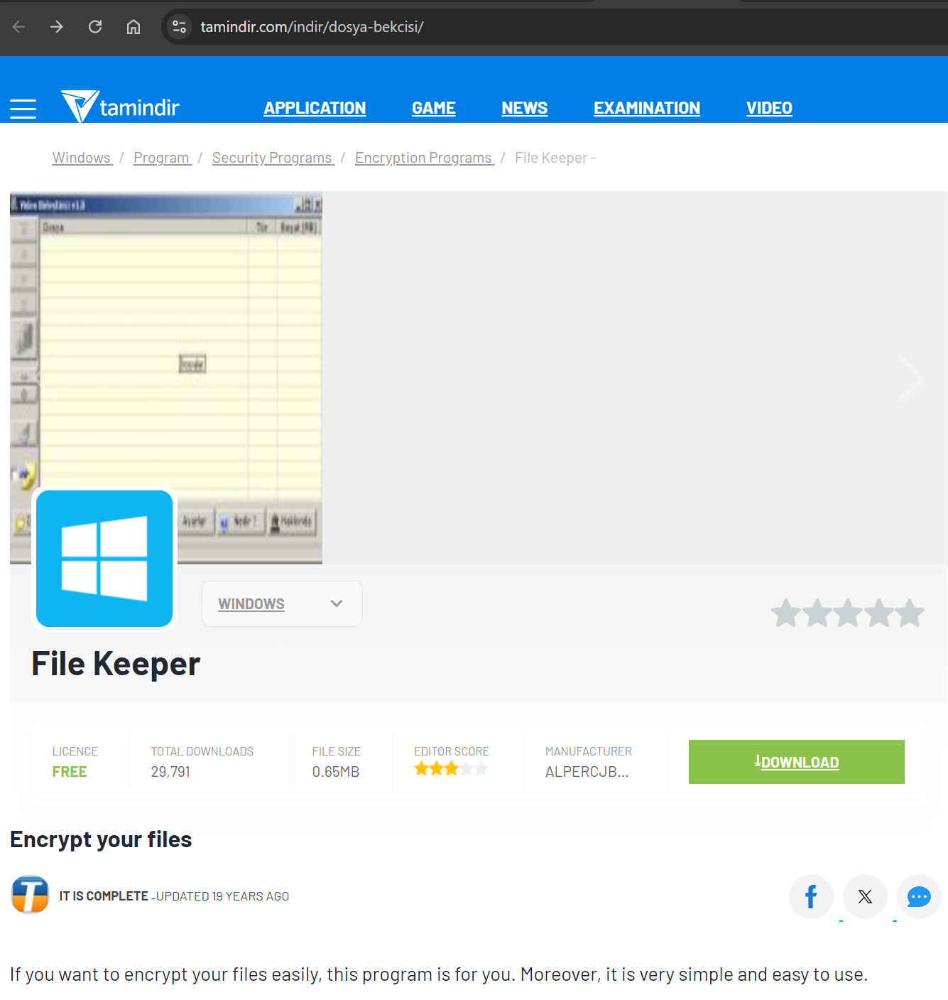 tamindir.com/indir/dosya-bekcisi/
tamindir
APPLICATION GAME NEWS EXAMINATION VIDEO
Windows / Program / Security Programs / Encryption Programs / File Keeper -
Dosya Tür Boyut [MB]
Ayarlar Nedir ? Hakkında
WINDOWS
File Keeper
LICENCE TOTAL DOWNLOADS FILE SIZE EDITOR SCORE MANUFACTURER
FREE 29,791 0.65MB ALPERCJB...
DOWNLOAD
Encrypt your files
IT IS COMPLETE -UPDATED 19 YEARS AGO
If you want to encrypt your files easily, this program is for you. Moreover, it is very simple and easy to use.